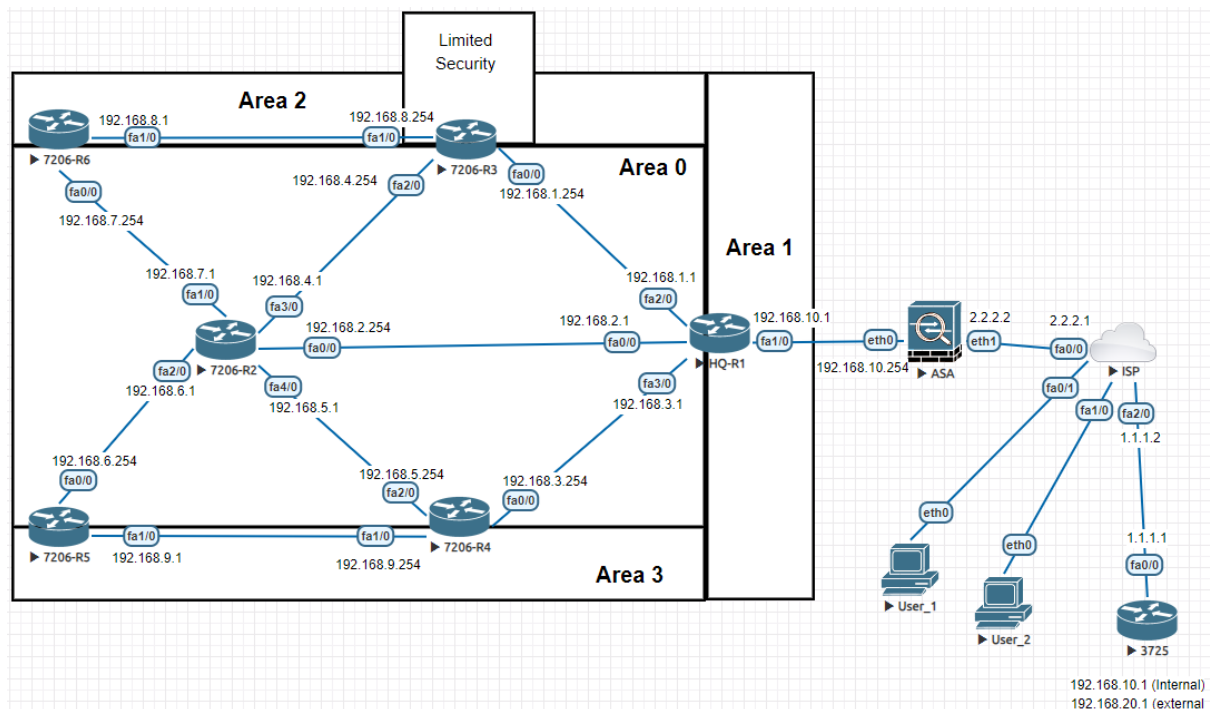 Limited
Security
Area 2
192.168.8.1
192.168.8.254
fa1/0
fa1/0
7206-R6
7206-R3
Area 0
192.168.4.254
fa2/0
fa0/0
192.168.1.254
fa0/0
192.168.7.254
Area 1
192.168.7.1
fa1/0
192.168.4.1
fa3/0
192.168.1.1
fa2/0
192.168.2.254
fa0/0
192.168.2.1
fa0/0
192.168.10.1
fa1/0
HQ-R1
eth0
192.168.10.254
ASA
2.2.2.2
eth1
2.2.2.1
fa0/0
ISP
7206-R2
fa2/0
192.168.6.1
fa4/0
192.168.5.1
fa3/0
192.168.3.1
fa0/1
fa1/0
fa2/0
1.1.1.2
192.168.6.254
fa0/0
192.168.5.254
fa2/0
192.168.3.254
fa0/0
7206-R5
fa1/0
192.168.9.1
fa1/0
192.168.9.254
7206-R4
Area 3
eth0
eth0
1.1.1.1
fa0/0
User_1
User_2
3725
192.168.10.1 (Internal)
192.168.20.1 (external